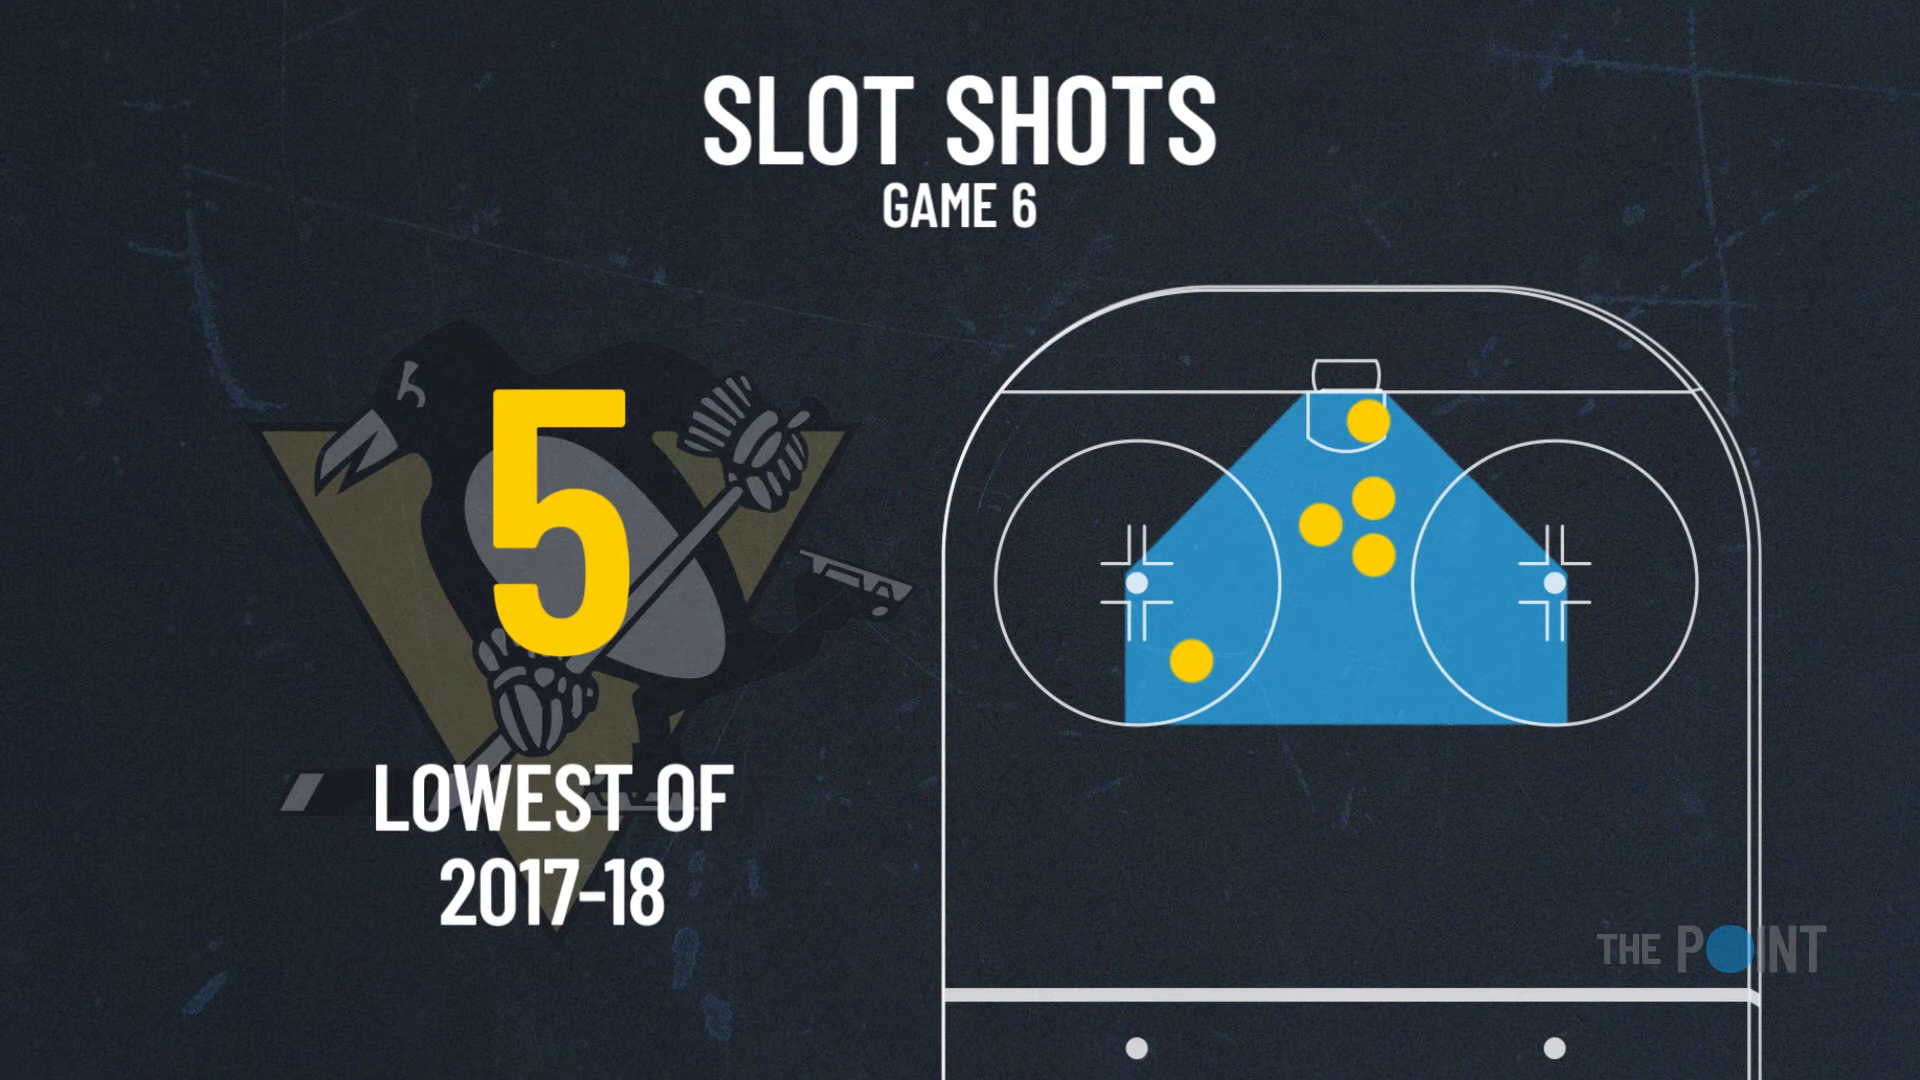 SLOT SHOTS
GAME 6
5
LOWEST OF
2017-18
THE POINT